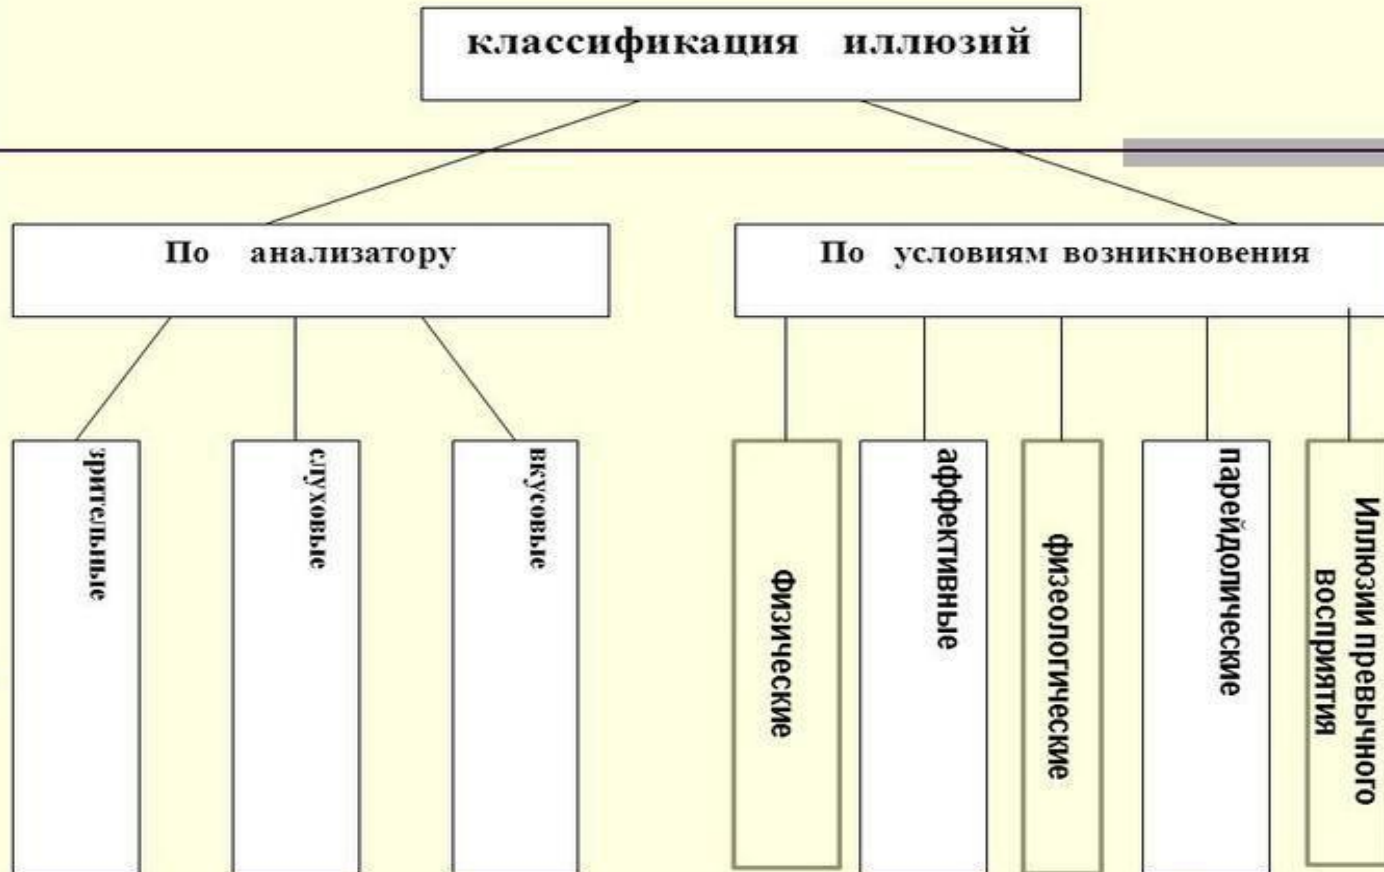 классификация иллюзий
По анализатору
По условиям возникновения
зрительные
слуховые
вкусовые
Физические
аффективные
физеологические
парейдолические
Иллюзии превычного
восприятия